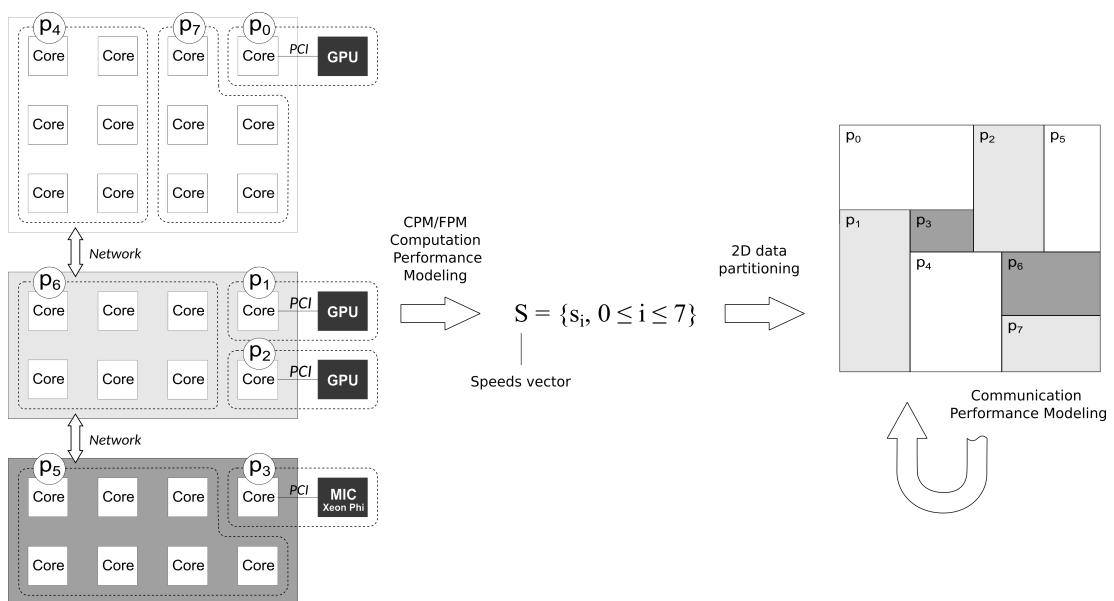 p4 p7 p0
Core Core Core Core PCI GPU
Core Core Core Core
Core Core Core Core
Network
p6 p1
Core Core Core Core PCI GPU
p2
Core Core Core Core PCI GPU
Network
p5 p3
Core Core Core Core PCI MIC
Xeon Phi
Core Core Core Core
CPM/FPM
Computation
Performance
Modeling
S = {si, 0 ≤ i ≤ 7}
Speeds vector
2D data
partitioning
p0 p2 p5
p1 p3
p4 p6
p7
Communication
Performance Modeling